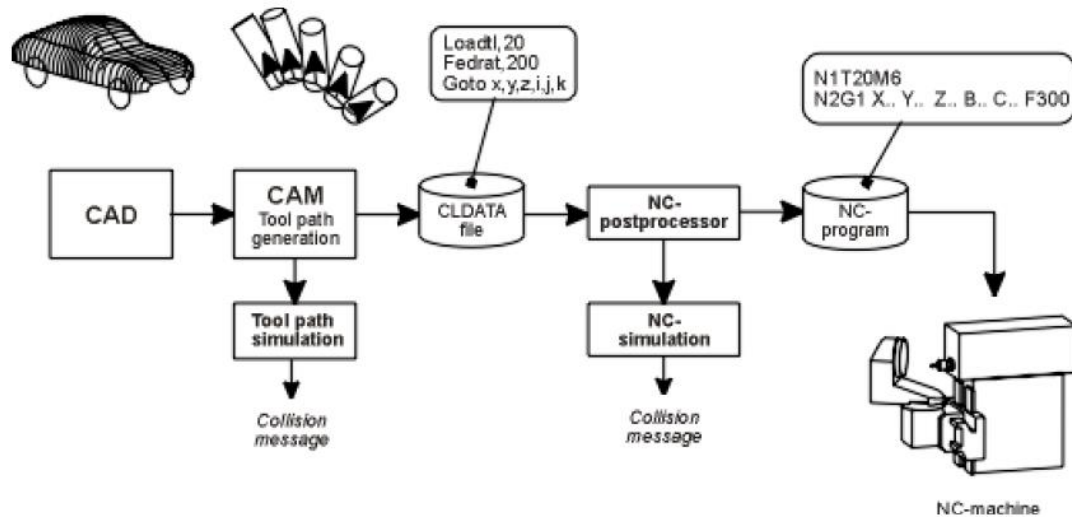 Loadtl,20
Fedrat,200
Goto x,y,z,i,j,k
N1T20M6
N2G1 X.. Y.. Z.. B.. C.. F300
CAD
CAM
Tool path
generation
CLDATA
file
NC-
postprocessor
NC-
program
Tool path
simulation
NC-
simulation
Collision
message
Collision
message
NC-machine